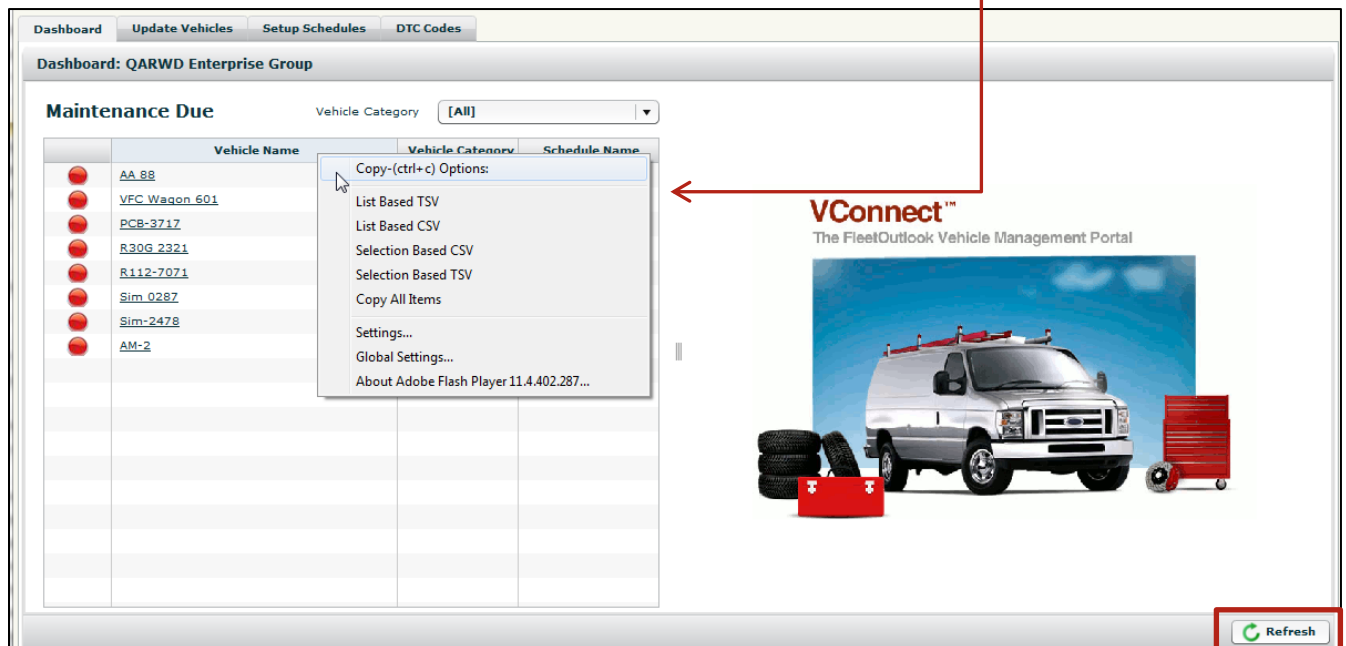 Dashboard Update Vehicles Setup Schedules DTC Codes
Dashboard: QARWD Enterprise Group
Maintenance Due Vehicle Category [All]
Vehicle Name Vehicle Category Schedule Name
AA 88
VFC Wagon 601
PCB-3717
R30G 2321
R112-7071
Sim 0287
Sim-2478
AM-2
Copy-(ctrl+c) Options:
List Based TSV
List Based CSV
Selection Based CSV
Selection Based TSV
Copy All Items
Settings...
Global Settings...
About Adobe Flash Player 11.4.402.287...
VConnect™
The FleetOutlook Vehicle Management Portal
Refresh